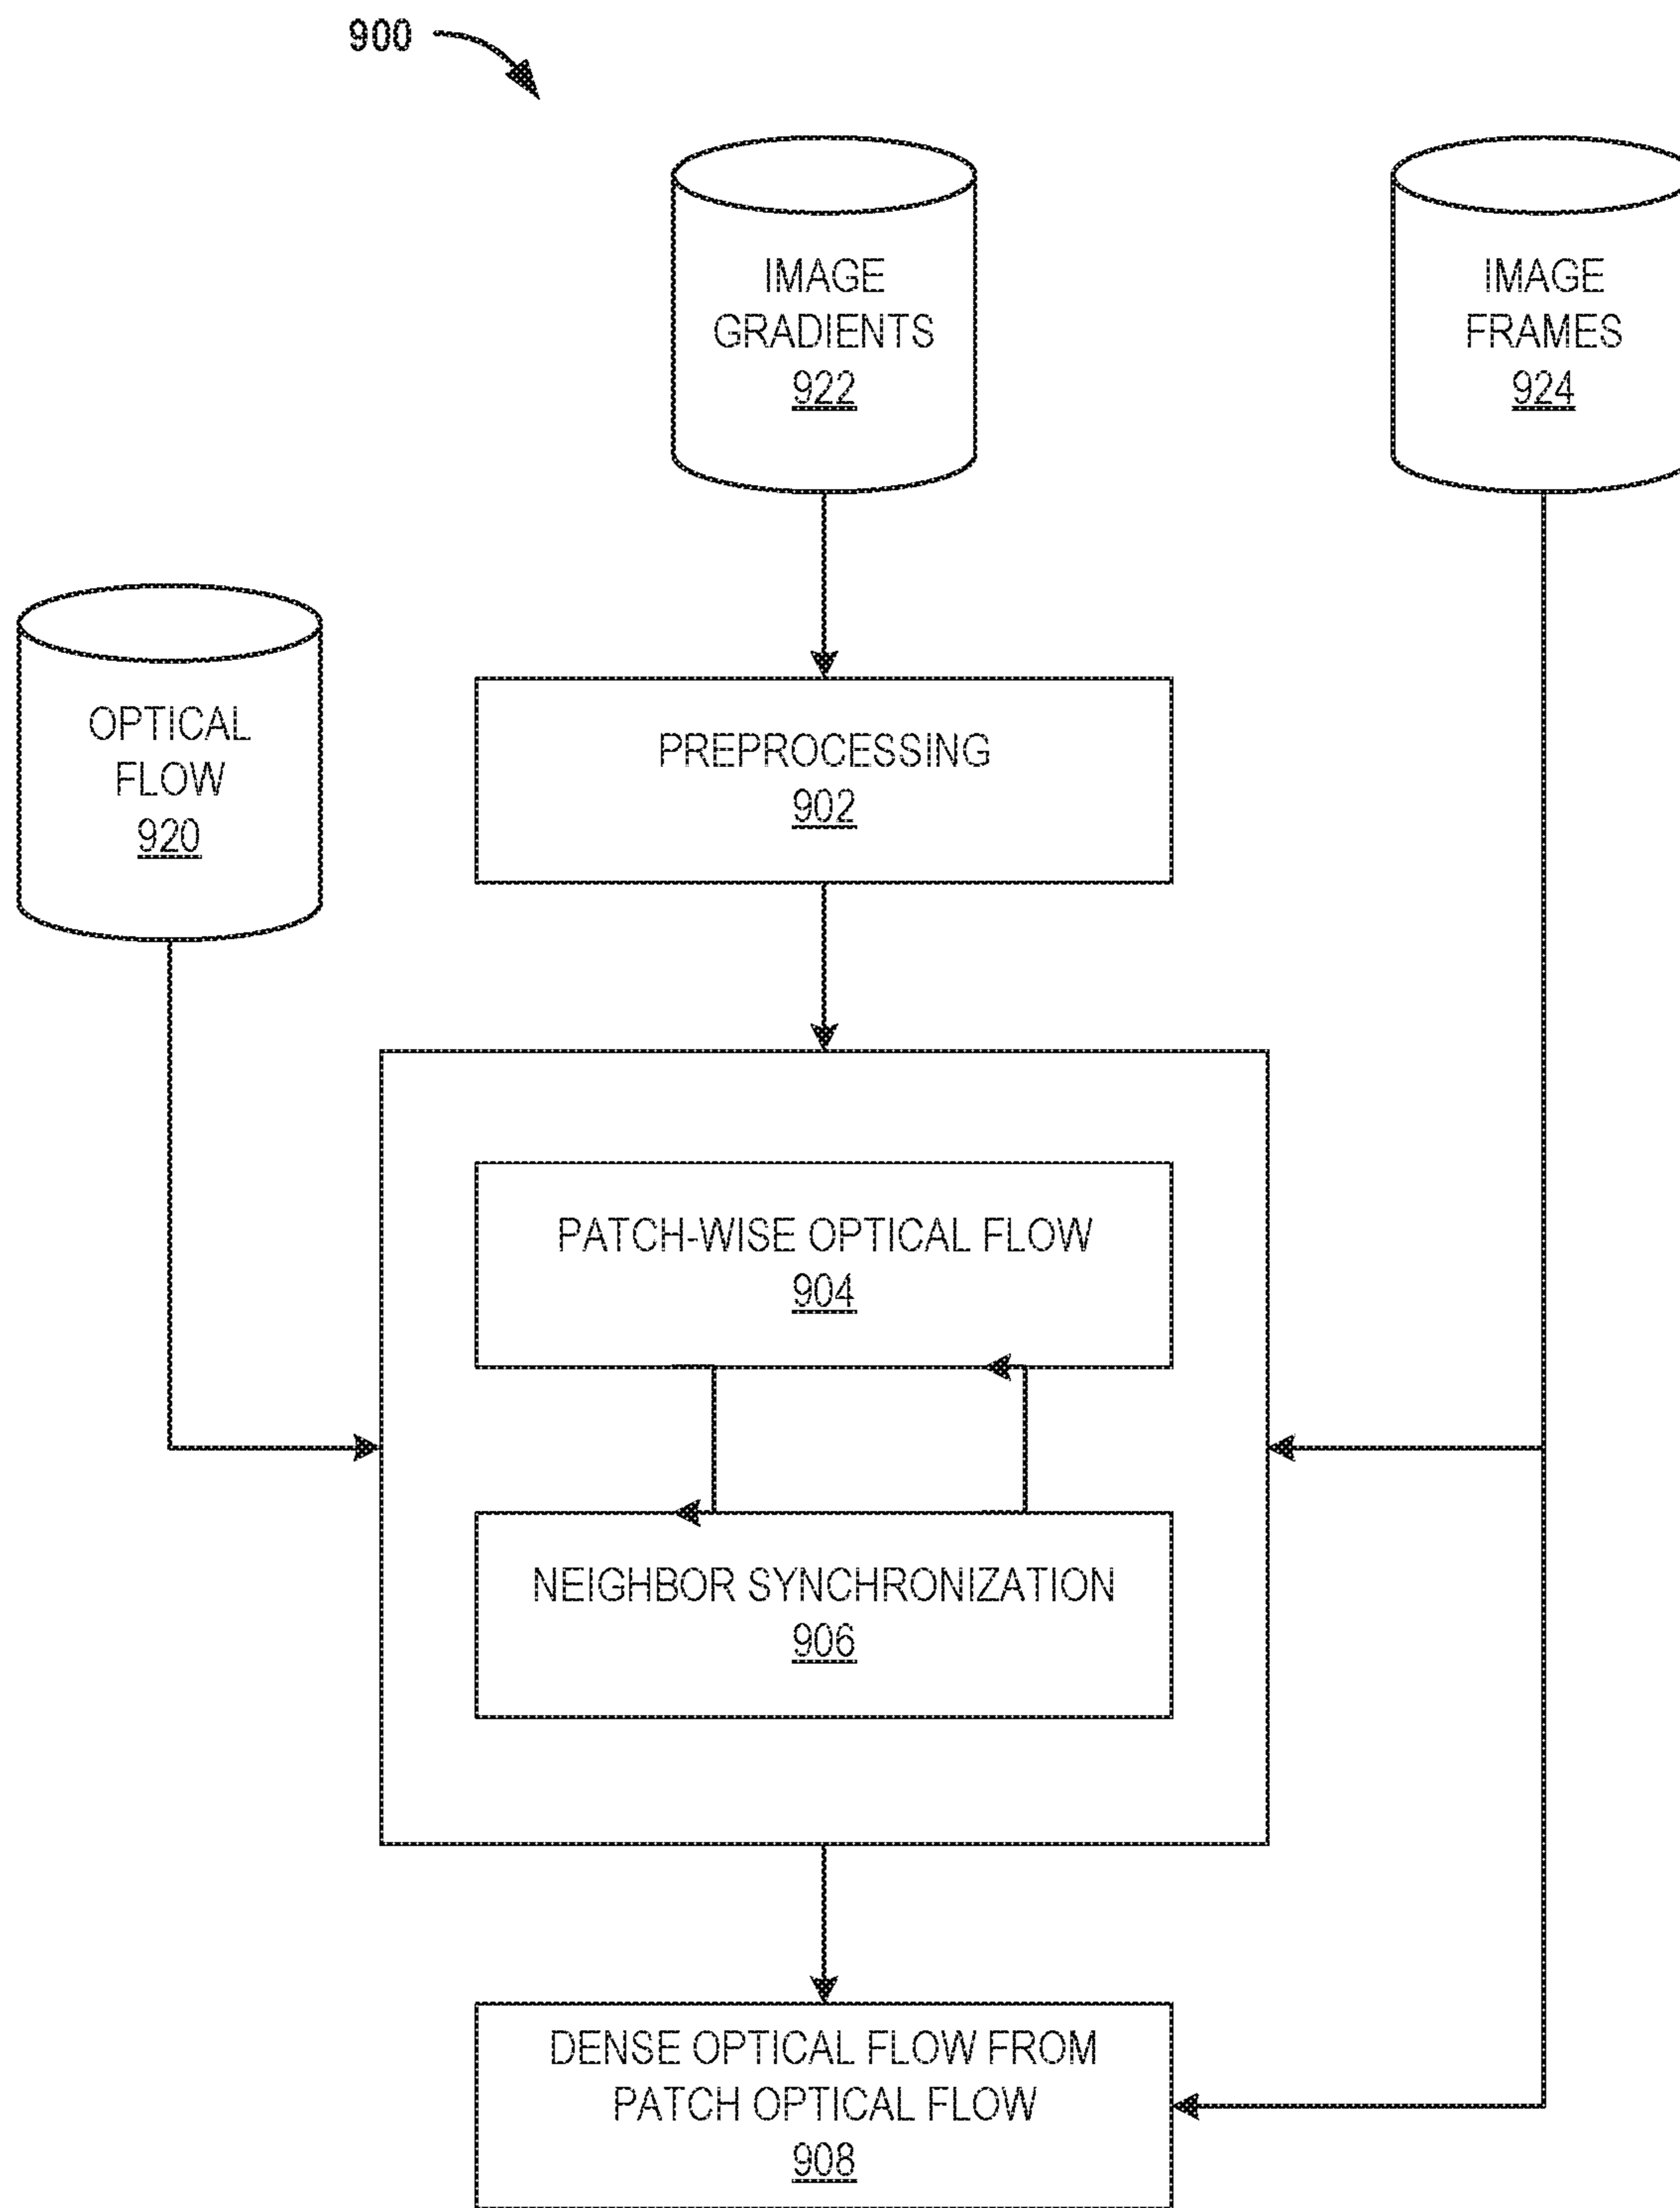 900
IMAGE
GRADIENTS
922
IMAGE
FRAMES
924
OPTICAL
FLOW
920
PREPROCESSING
902
PATCH-WISE OPTICAL FLOW
904
NEIGHBOR SYNCHRONIZATION
906
DENSE OPTICAL FLOW FROM
PATCH OPTICAL FLOW
908